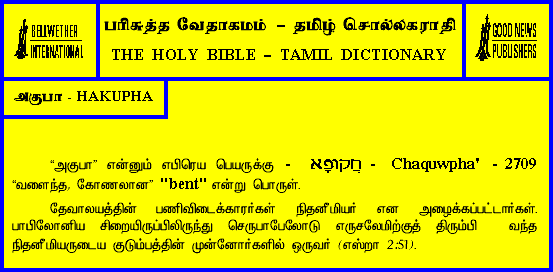 BELLWETHER
INTERNATIONAL
பரிசுத்த வேதாகமம் – தமிழ் சொல்லகராதி
THE HOLY BIBLE – TAMIL DICTIONARY
GOOD NEWS
PUBLISHERS
அகுபா - HAKUPHA
“அகுபா” என்னும் எபிரெய பெயருக்கு - חֲקוּפָא - Chaquwpha' - 2709
“வளைந்த, கோணலான” "bent" என்று பொருள்.
தேவாலயத்தின் பணிவிடைக்காரர்கள் நிதனீமியர் என அழைக்கப்பட்டார்கள்.
பாபிலோனிய சிறையிருப்பிலிருந்து செருபாபேலோடு எருசலேமிற்குத் திரும்பி வந்த
நிதனீமியருடைய குடும்பத்தின் முன்னோர்களில் ஒருவர் (எஸ்றா 2:51).